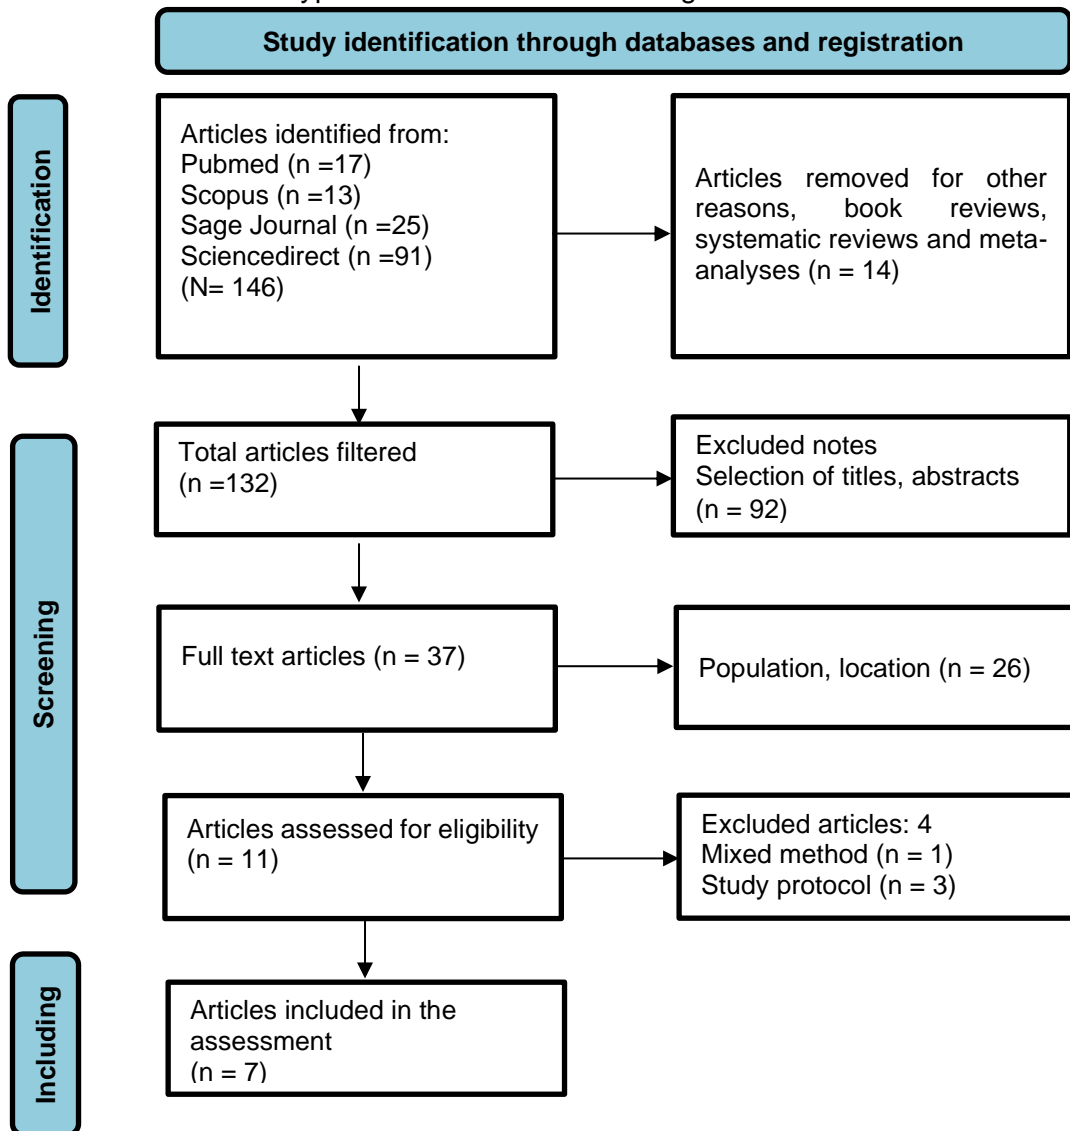 Study identification through databases and registration
Identification
Articles identified from:
Pubmed (n =17)
Scopus (n =13)
Sage Journal (n =25)
Sciencedirect (n =91)
(N= 146)
Articles removed for other
reasons, book reviews,
systematic reviews and meta-
analyses (n = 14)
Screening
Total articles filtered
(n =132)
Excluded notes
Selection of titles, abstracts
(n = 92)
Full text articles (n = 37)
Population, location (n = 26)
Articles assessed for eligibility
(n = 11)
Excluded articles: 4
Mixed method (n = 1)
Study protocol (n = 3)
Including
Articles included in the
assessment
(n = 7)